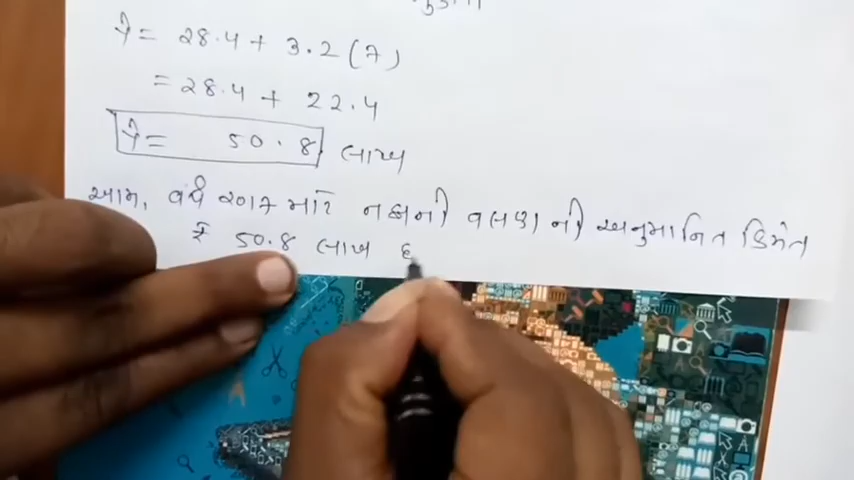 ŷ = 28.4 + 3.2 (7)
= 28.4 + 22.4
ŷ = 50.8 લાખ
આમ, વર્ષ 2017 માટે નફાની વલણની અનુમાનિત કિંમત
₹ 50.8 લાખ છ